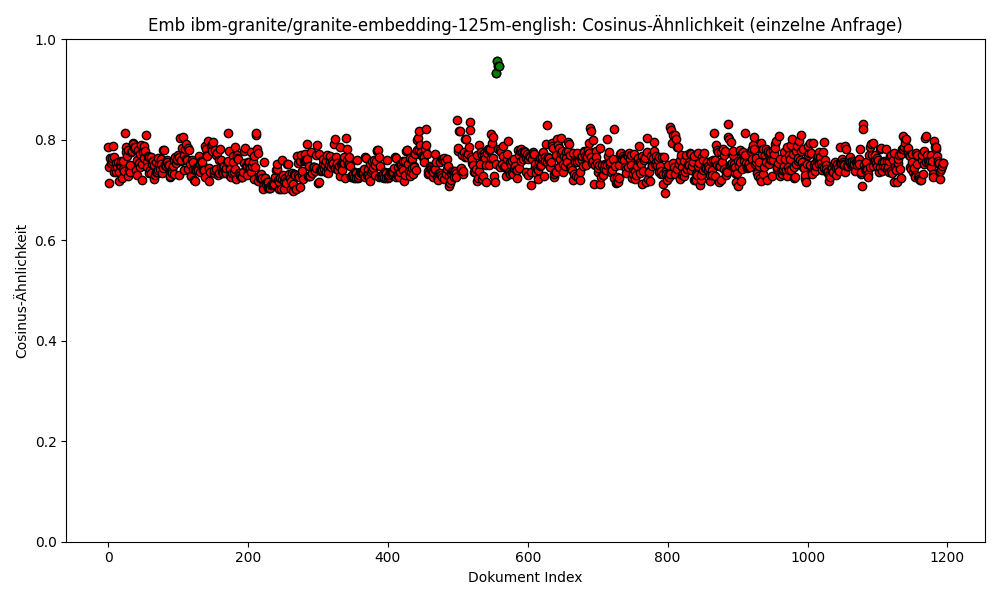 Emb ibm-granite/granite-embedding-125m-english: Cosinus-Ähnlichkeit (einzelne Anfrage)
1.0
0.8
0.6
0.4
0.2
0.0
Cosinus-Ähnlichkeit
0 200 400 600 800 1000 1200
Dokument Index